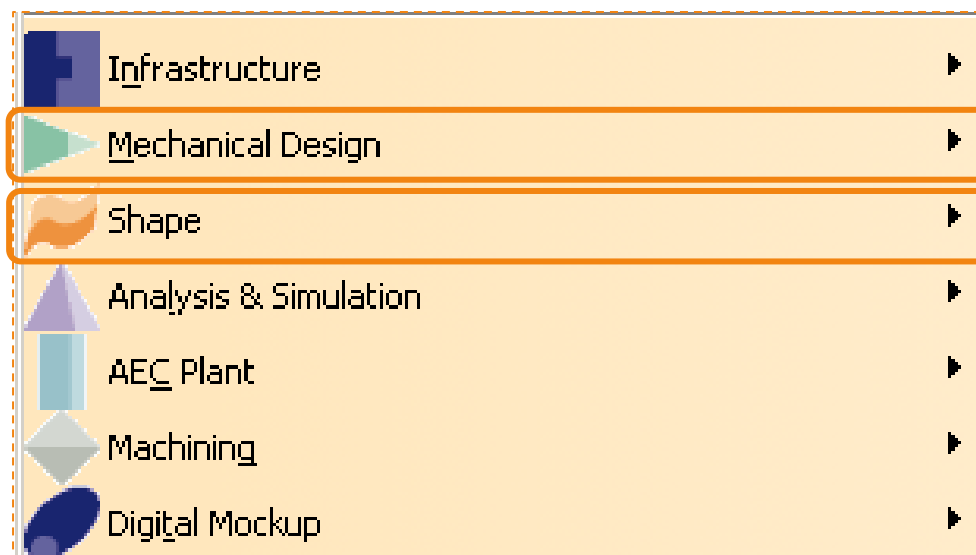 Infrastructure
Mechanical Design
Shape
Analysis & Simulation
AEC Plant
Machining
Digital Mockup